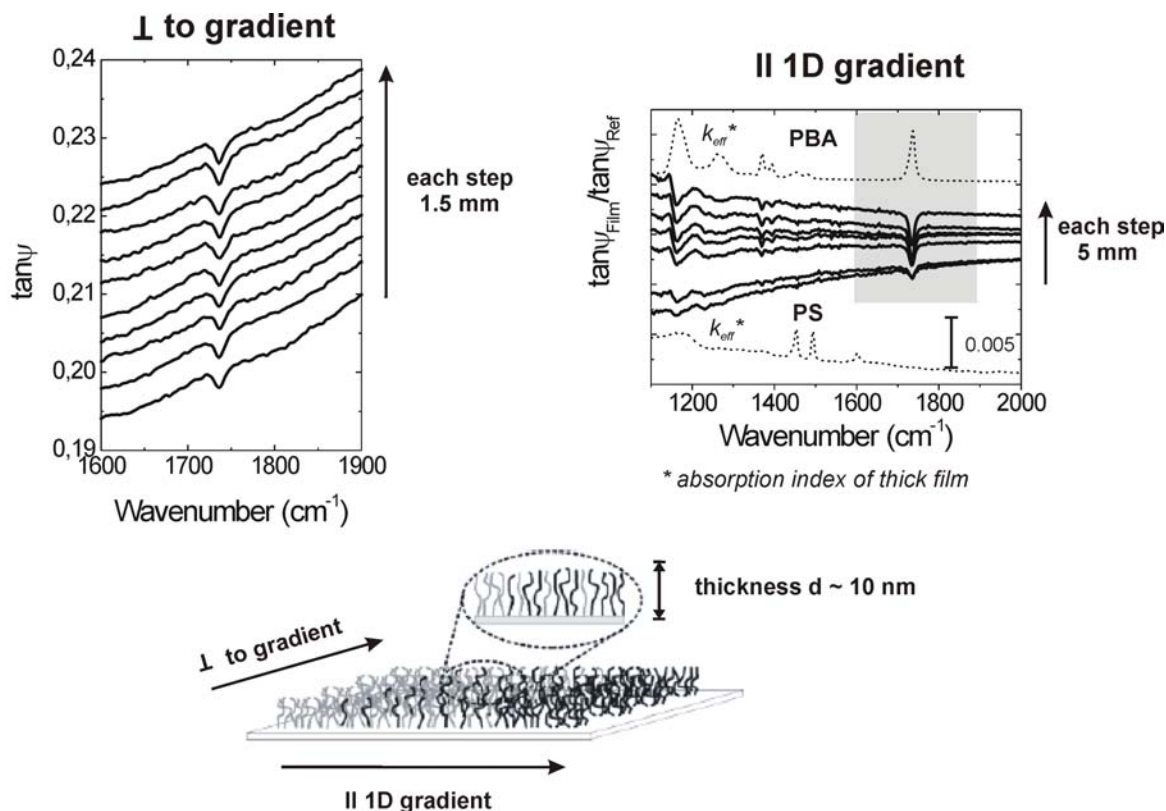 ⊥ to gradient
0,24
0,23
0,22
0,21
0,20
0,19
tanψ
1600 1700 1800 1900
Wavenumber (cm⁻¹)
each step
1.5 mm
II 1D gradient
tanψFilm/tanψRef
keff*
PBA
keff*
PS
0.005
1200 1400 1600 1800 2000
Wavenumber (cm⁻¹)
* absorption index of thick film
each step
5 mm
thickness d ~ 10 nm
⊥ to gradient
II 1D gradient